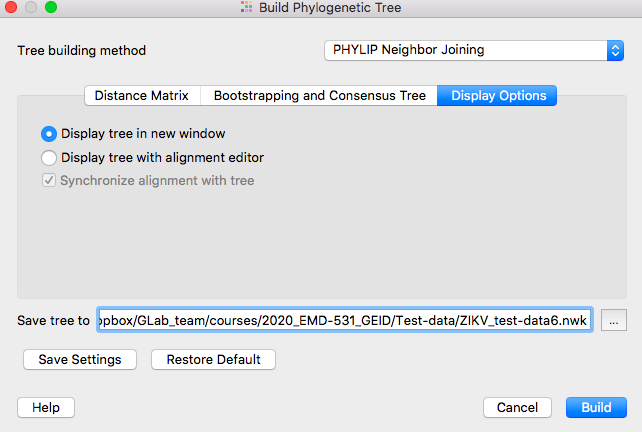 Build Phylogenetic Tree
Tree building method PHYLIP Neighbor Joining
Distance Matrix Bootstrapping and Consensus Tree Display Options
Display tree in new window
Display tree with alignment editor
Synchronize alignment with tree
Save tree to opbox/GLab_team/courses/2020_EMD-531_GEID/Test-data/ZIKV_test-data6.nwk ...
Save Settings Restore Default
Help Cancel Build